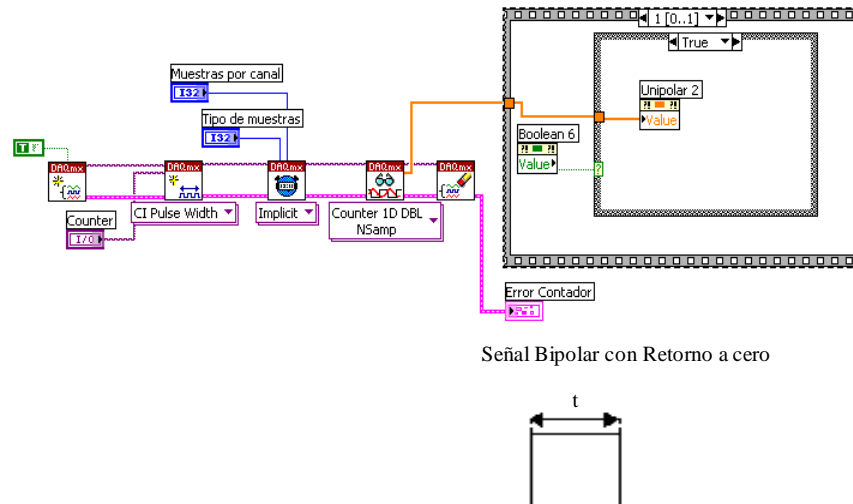 1 [0..1]
True
Muestras por canal
I32
Unipolar 2
Value
Tipo de muestras
I32
Boolean 6
Value
?
T F
DAQmx
DAQmx
DAQmx
DAQmx
DAQmx
CI Pulse Width
Implicit
Counter 1D DBL
NSamp
Counter
I/O
Error Contador
Señal Bipolar con Retorno a cero
t